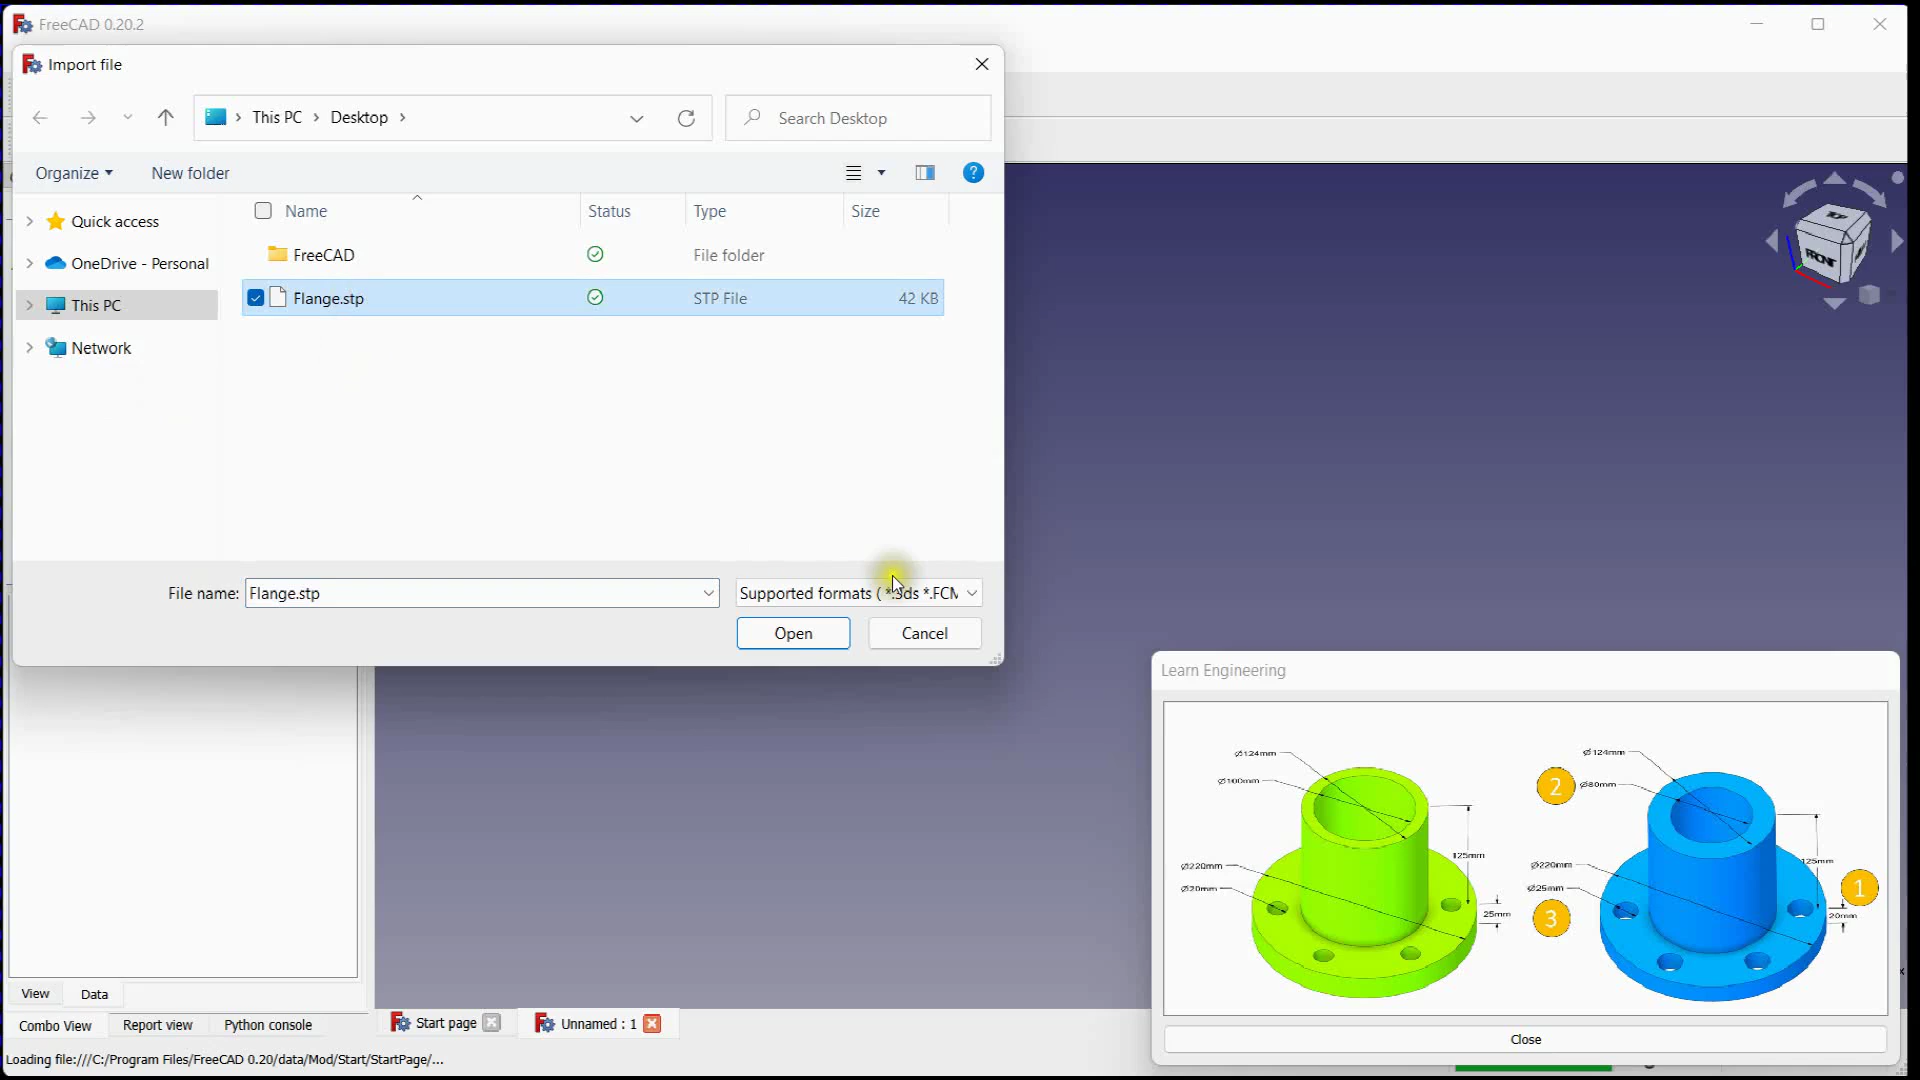 FreeCAD 0.20.2
Import file
This PC
Desktop
Search Desktop
Organize
New folder
?
Name
Status
Type
Size
Quick access
FreeCAD
File folder
OneDrive - Personal
Flange.stp
STP File
42 KB
This PC
Network
TOP
FRONT
File name:
Flange.stp
Supported formats ( *.3ds *.FCM
Open
Cancel
Learn Engineering
Ø124mm
Ø100mm
125mm
Ø220mm
Ø20mm
25mm
Ø124mm
2
Ø80mm
125mm
Ø220mm
Ø25mm
1
3
20mm
Close
View
Data
Combo View
Report view
Python console
Start page
Unnamed : 1
Loading file:///C:/Program Files/FreeCAD 0.20/data/Mod/Start/StartPage/...